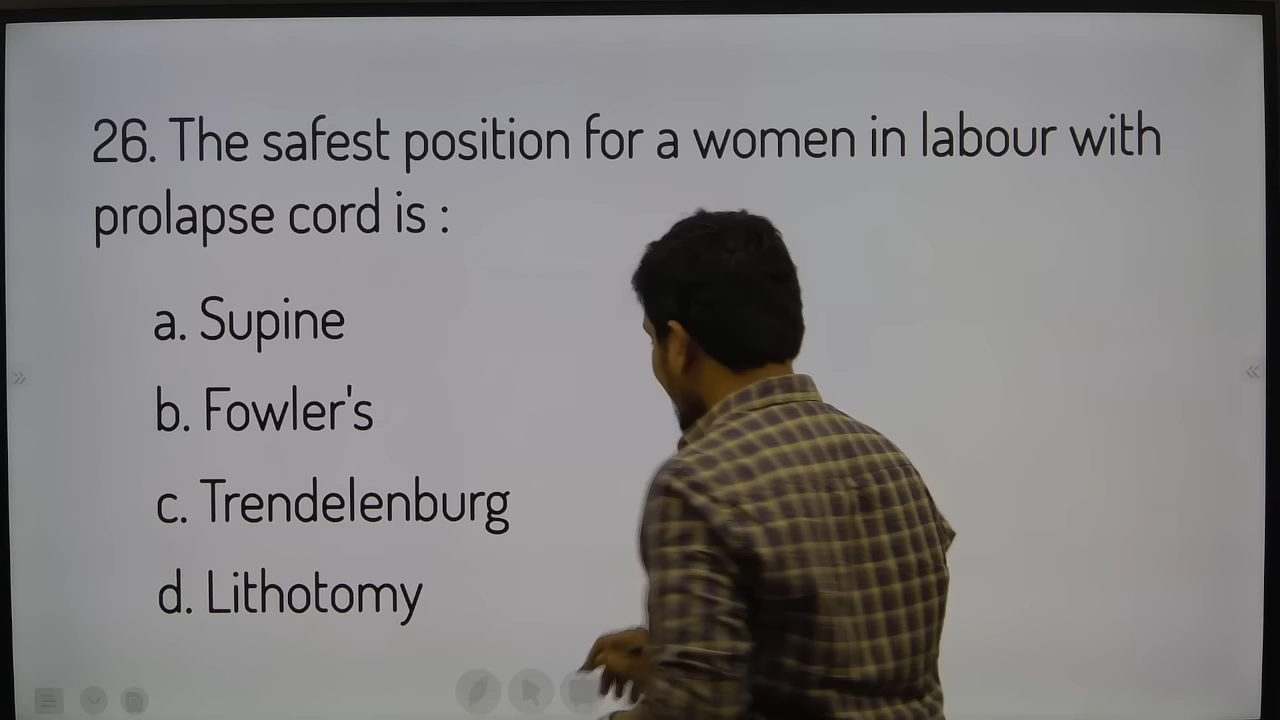 26. The safest position for a women in labour with
prolapse cord is :
a. Supine
b. Fowler's
c. Trendelenburg
d. Lithotomy